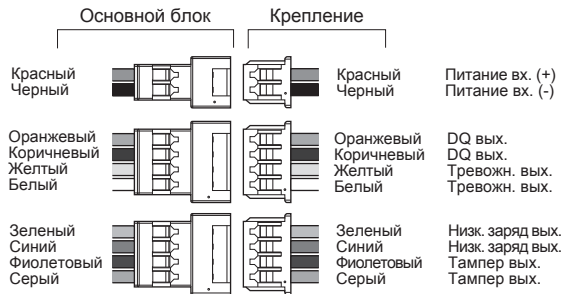 Основной блок Крепление
Красный Красный Питание вх. (+)
Черный Черный Питание вх. (-)
Оранжевый Оранжевый DQ вых.
Коричневый Коричневый DQ вых.
Желтый Желтый Тревожн. вых.
Белый Белый Тревожн. вых.
Зеленый Зеленый Низк. заряд вых.
Синий Синий Низк. заряд вых.
Фиолетовый Фиолетовый Тампер вых.
Серый Серый Тампер вых.